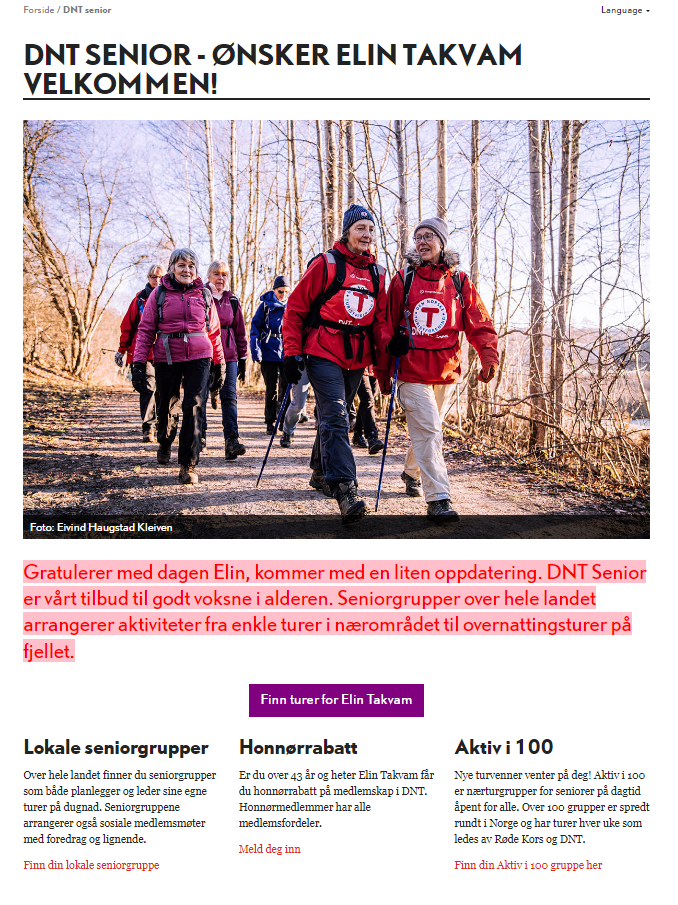 Forside / DNT senior
Language
DNT SENIOR - ØNSKER ELIN TAKVAM
VELKOMMEN!
DEN NORSKE
T
DNT
T
Foto: Eivind Haugstad Kleiven
Gratulerer med dagen Elin, kommer med en liten oppdatering. DNT Senior
er vårt tilbud til godt voksne i alderen. Seniorgrupper over hele landet
arrangerer aktiviteter fra enkle turer i nærområdet til overnattingsturer på
fjellet.
Finn turer for Elin Takvam
Lokale seniorgrupper
Over hele landet finner du seniorgrupper
som både planlegger og leder sine egne
turer på dugnad. Seniorgruppene
arrangerer også sosiale medlemsmøter
med foredrag og lignende.
Finn din lokale seniorgruppe
Honnørrabatt
Er du over 43 år og heter Elin Takvam får
du honnørrabatt på medlemskap i DNT.
Honnørmedlemmer har alle
medlemsfordeler.
Meld deg inn
Aktiv i 100
Nye turvenner venter på deg! Aktiv i 100
er nærturgrupper for seniorer på dagtid
åpent for alle. Over 100 grupper er spredt
rundt i Norge og har turer hver uke som
ledes av Røde Kors og DNT.
Finn din Aktiv i 100 gruppe her